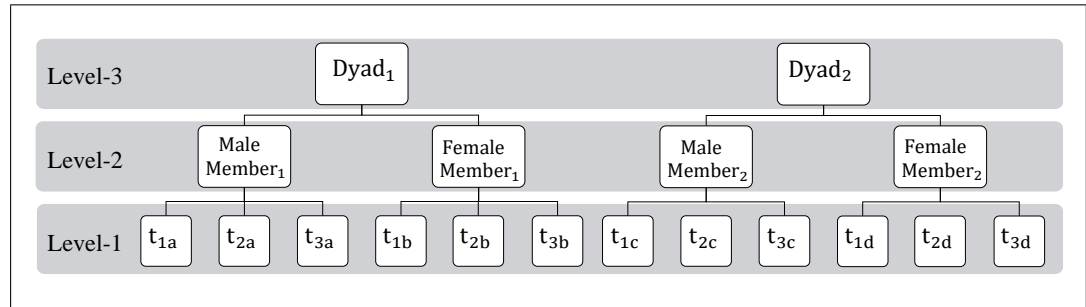 Level-3
Dyad₁
Dyad₂
Level-2
Male
Member₁
Female
Member₁
Male
Member₂
Female
Member₂
Level-1
t₁ₐ
t₂ₐ
t₃ₐ
t₁b
t₂b
t₃b
t₁c
t₂c
t₃c
t₁d
t₂d
t₃d